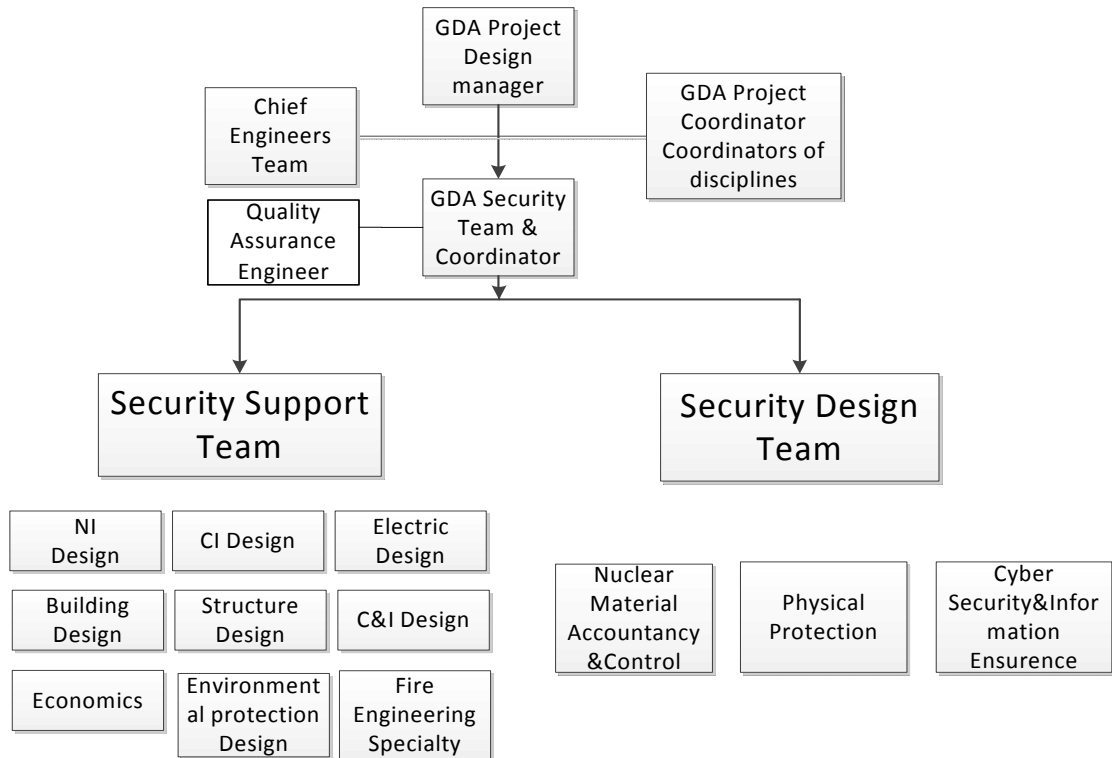 GDA Project
Design
manager
Chief
Engineers
Team
GDA Project
Coordinator
Coordinators of
disciplines
Quality
Assurance
Engineer
GDA Security
Team &
Coordinator
Security Support
Team
Security Design
Team
NI
Design
CI Design
Electric
Design
Building
Design
Structure
Design
C&I Design
Economics
Environment
al protection
Design
Fire
Engineering
Specialty
Nuclear
Material
Accountancy
&Control
Physical
Protection
Cyber
Security&Infor
mation
Ensurence